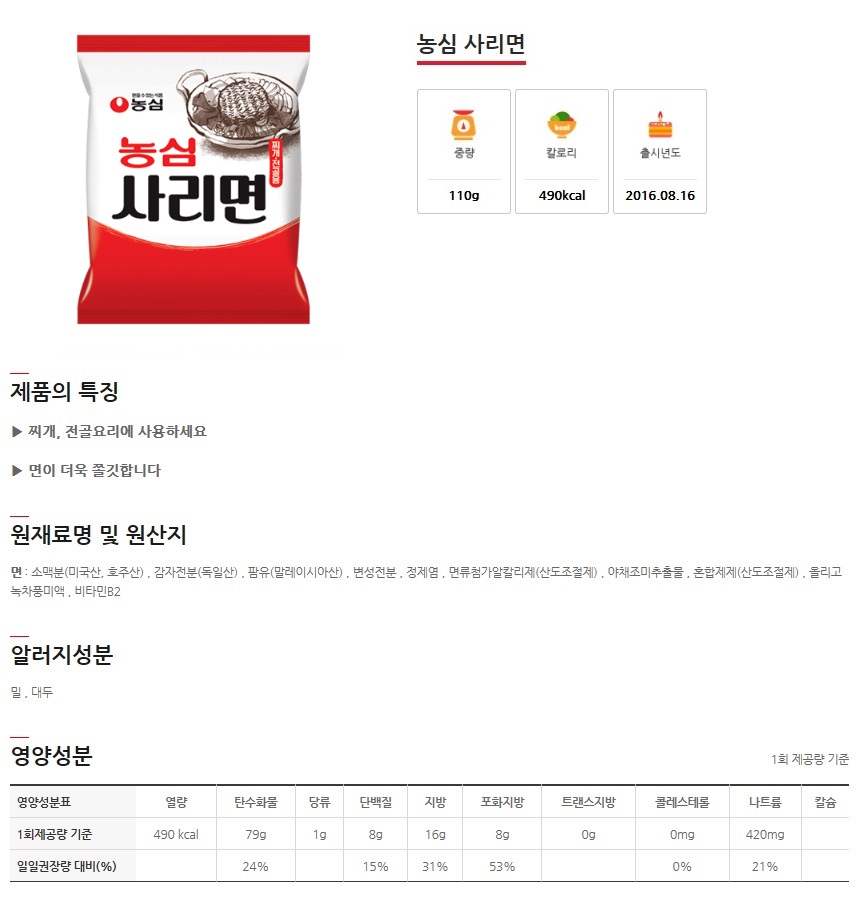 농심 사리면
믿을 수 있는 식품
농심
농심
사리면
찌개·전골용
중량
칼로리
출시년도
kcal
110g
490kcal
2016.08.16
제품의 특징
▶ 찌개, 전골요리에 사용하세요
▶ 면이 더욱 쫄깃합니다
원재료명 및 원산지
면 : 소맥분(미국산, 호주산) , 감자전분(독일산) , 팜유(말레이시아산) , 변성전분 , 정제염 , 면류첨가알칼리제(산도조절제) , 야채조미추출물 , 혼합제제(산도조절제) , 올리고
녹차풍미액 , 비타민B2
알러지성분
밀 , 대두
영양성분
1회 제공량 기준
영양성분표 열량 탄수화물 당류 단백질 지방 포화지방 트랜스지방 콜레스테롤 나트륨 칼슘
1회제공량 기준 490 kcal 79g 1g 8g 16g 8g 0g 0mg 420mg
일일권장량 대비(%) 24% 15% 31% 53% 0% 21%